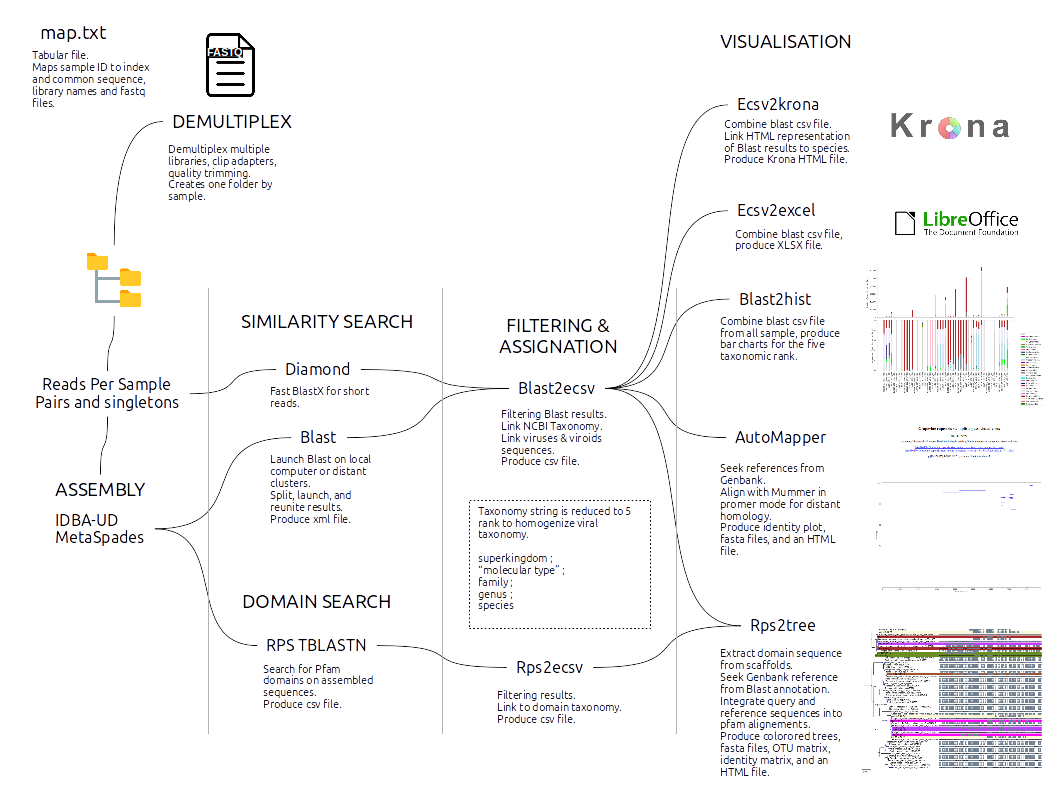 map.txt
Tabular file.
Maps sample ID to index
and common sequence,
library names and fastq
files.
FASTQ
DEMULTIPLEX
Demultiplex multiple
libraries, clip adapters,
quality trimming.
Creates one folder by
sample.
Reads Per Sample
Pairs and singletons
ASSEMBLY
IDBA-UD
MetaSpades
SIMILARITY SEARCH
Diamond
Fast BlastX for short
reads.
Blast
Launch Blast on local
computer or distant
clusters.
Split, launch, and
reunite results.
Produce xml file.
DOMAIN SEARCH
RPS TBLASTN
Search for Pfam
domains on assembled
sequences.
Produce csv file.
FILTERING &
ASSIGNATION
Blast2ecsv
Filtering Blast results.
Link NCBI Taxonomy.
Link viruses & viroids
sequences.
Produce csv file.
Taxonomy string is reduced to 5
rank to homogenize viral
taxonomy.
superkingdom ;
"molecular type" ;
family ;
genus ;
species
Rps2ecsv
Filtering results.
Link to domain taxonomy.
Produce csv file.
VISUALISATION
Ecsv2krona
Combine blast csv file.
Link HTML representation
of Blast results to species.
Produce Krona HTML file.
Krona
Ecsv2excel
Combine blast csv file,
produce XLSX file.
LibreOffice
The Document Foundation
Blast2hist
Combine blast csv file
from all sample, produce
bar charts for the five
taxonomic rank.
AutoMapper
Seek references from
Genbank.
Align with Mummer in
promer mode for distant
homology.
Produce identity plot,
fasta files, and an HTML
file.
Rps2tree
Extract domain sequence
from scaffolds.
Seek Genbank reference
from Blast annotation.
Integrate query and
reference sequences into
pfam alignements.
Produce colorored trees,
fasta files, OTU matrix,
identity matrix, and an
HTML file.